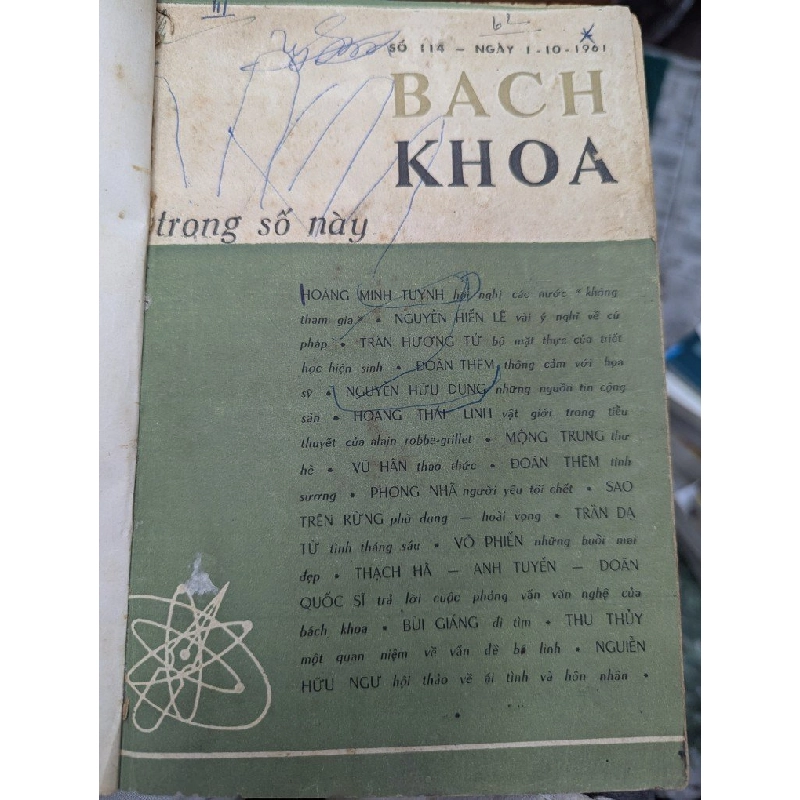 III
62
SỐ 114 — NGÀY 1-10-1961
BACH
KHOA
trong số này
HOÀNG MINH TUYNH hội nghị các nước "không
tham gia" • NGUYỄN HIẾN LÊ vài ý nghĩ về cú
pháp • TRẦN HƯƠNG TỬ bộ mặt thực của triết
học hiện sinh • ĐOÀN THÊM thông cảm với họa
sỹ • NGUYỄN HỮU DUNG những nguồn tin cộng
sản • HOÀNG THÁI LINH vật giới trong tiểu
thuyết của alain robbe-grillet • MỘNG TRUNG thư
hè • VŨ HÂN thao thức • ĐOÀN THÊM tinh
sương • PHONG NHÃ người yêu tôi chết • SAO
TRÊN RỪNG phù dung — hoài vọng • TRẦN DẠ
TỪ tình tháng sáu • VÕ PHIẾN những buổi mai
đẹp • THẠCH HÀ — ANH TUYẾN — DOÃN
QUỐC SĨ trả lời cuộc phỏng vấn văn nghệ của
bách khoa • BÙI GIÁNG đi tìm • THU THỦY
một quan niệm về vấn đề bá linh • NGUIỄN
HỮU NGƯ hội thảo về ái tình và hôn nhân •